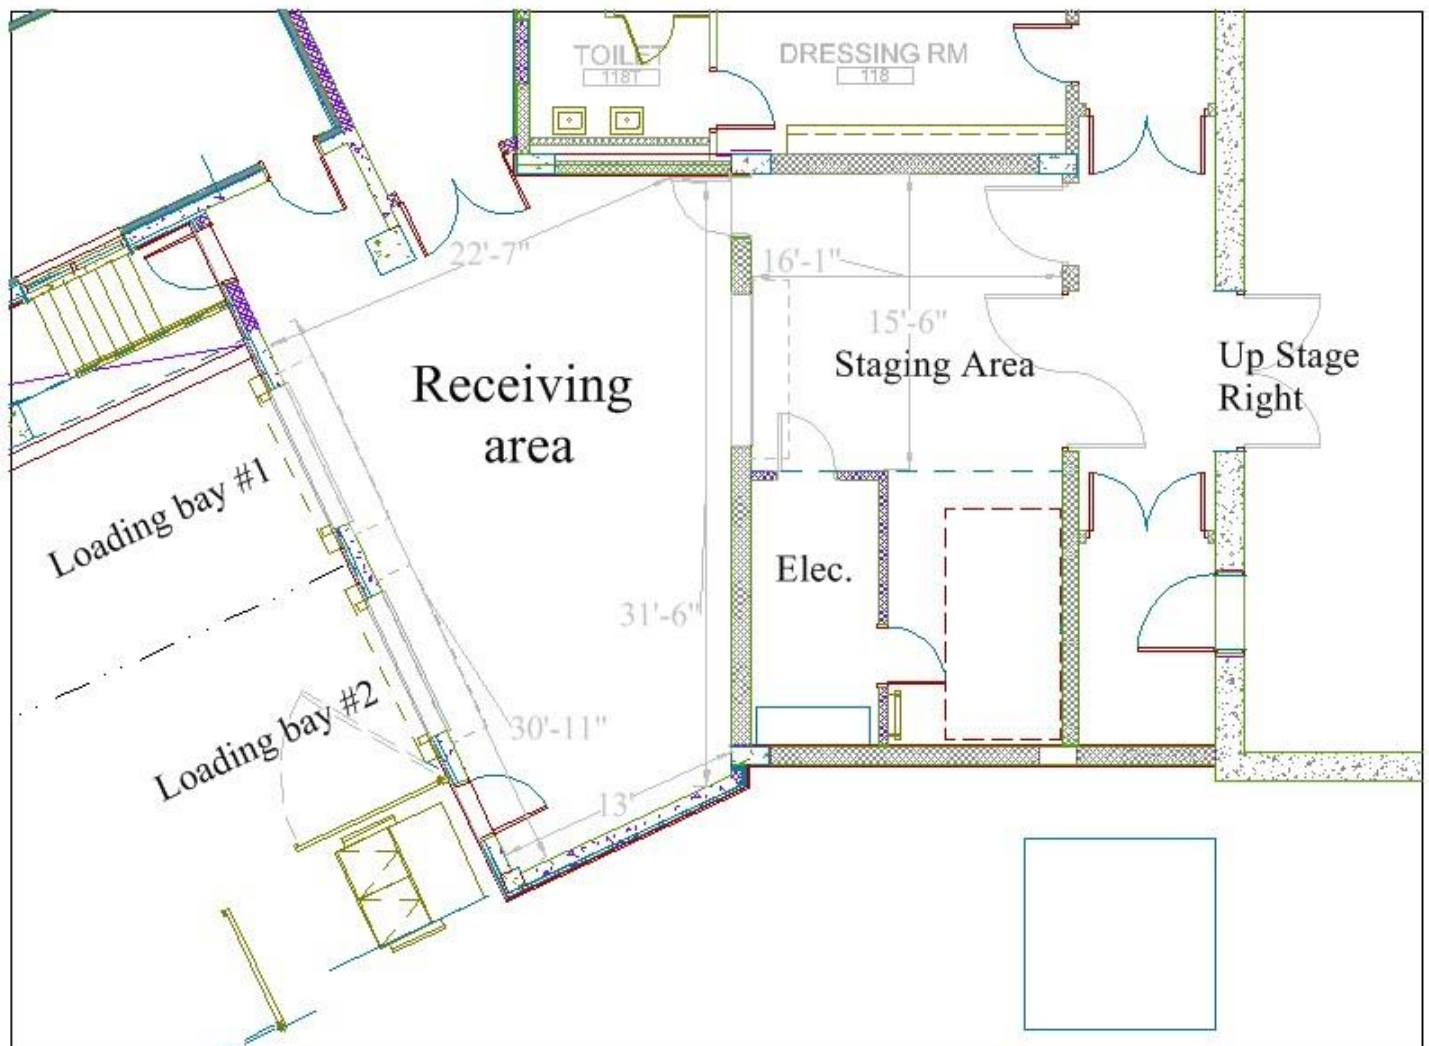 TOILET
118T
DRESSING RM
118
22'-7"
16'-1"
15'-6"
Receiving
area
Staging Area
Up Stage
Right
Loading bay #1
Elec.
31'-6"
Loading bay #2
30'-11"
13'